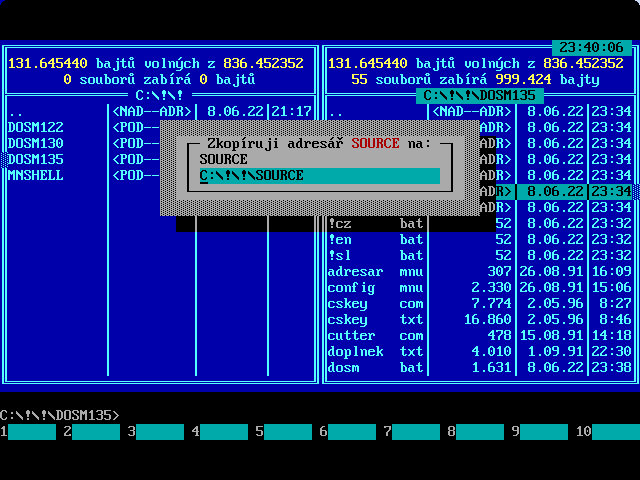 23:40:06
131.645440 bajtů volných z 836.452352
0 souborů zabírá 0 bajtů
C:\!\!
.. <NAD--ADR> 8.06.22 21:17
DOSM122 <POD--
DOSM130 <POD--
DOSM135 <POD--
MNSHELL <POD--
131.645440 bajtů volných z 836.452352
55 souborů zabírá 999.424 bajty
C:\!\!\DOSM135
.. <NAD--ADR> 8.06.22 23:34
ADR> 8.06.22 23:34
ADR> 8.06.22 23:34
ADR> 8.06.22 23:34
ADR> 8.06.22 23:34
ADR> 8.06.22 23:34
ADR> 8.06.22 23:34
!cz bat 52 8.06.22 23:32
!en bat 52 8.06.22 23:32
!sl bat 52 8.06.22 23:32
adresar mnu 307 26.08.91 16:09
config mnu 2.330 26.08.91 15:06
cskey com 7.774 2.05.96 8:27
cskey txt 16.860 2.05.96 8:46
cutter com 478 15.08.91 14:18
doplnek txt 4.010 1.09.91 22:30
dosm bat 1.631 8.06.22 23:38
Zkopíruji adresář SOURCE na:
SOURCE
C:\!\!\SOURCE
C:\!\!\DOSM135>
1 2 3 4 5 6 7 8 9 10